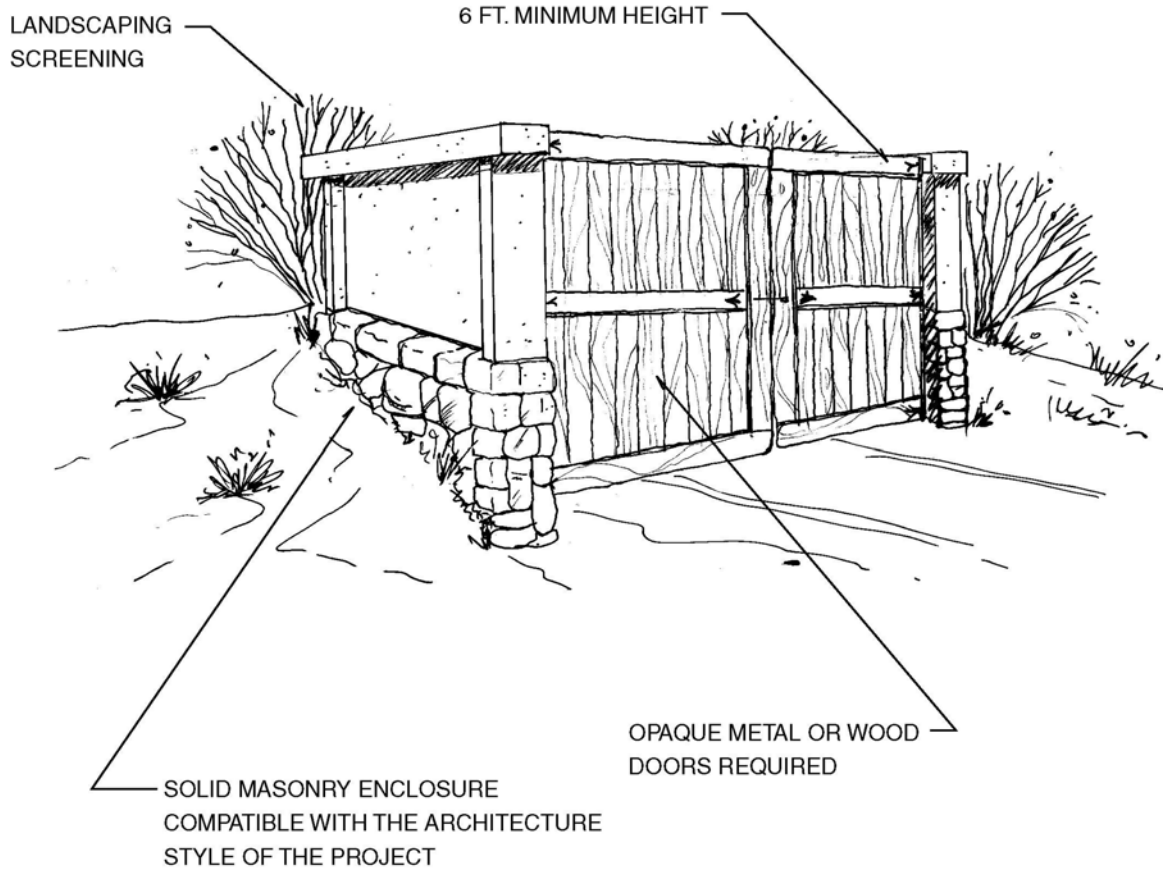 LANDSCAPING
SCREENING
6 FT. MINIMUM HEIGHT
OPAQUE METAL OR WOOD
DOORS REQUIRED
SOLID MASONRY ENCLOSURE
COMPATIBLE WITH THE ARCHITECTURE
STYLE OF THE PROJECT